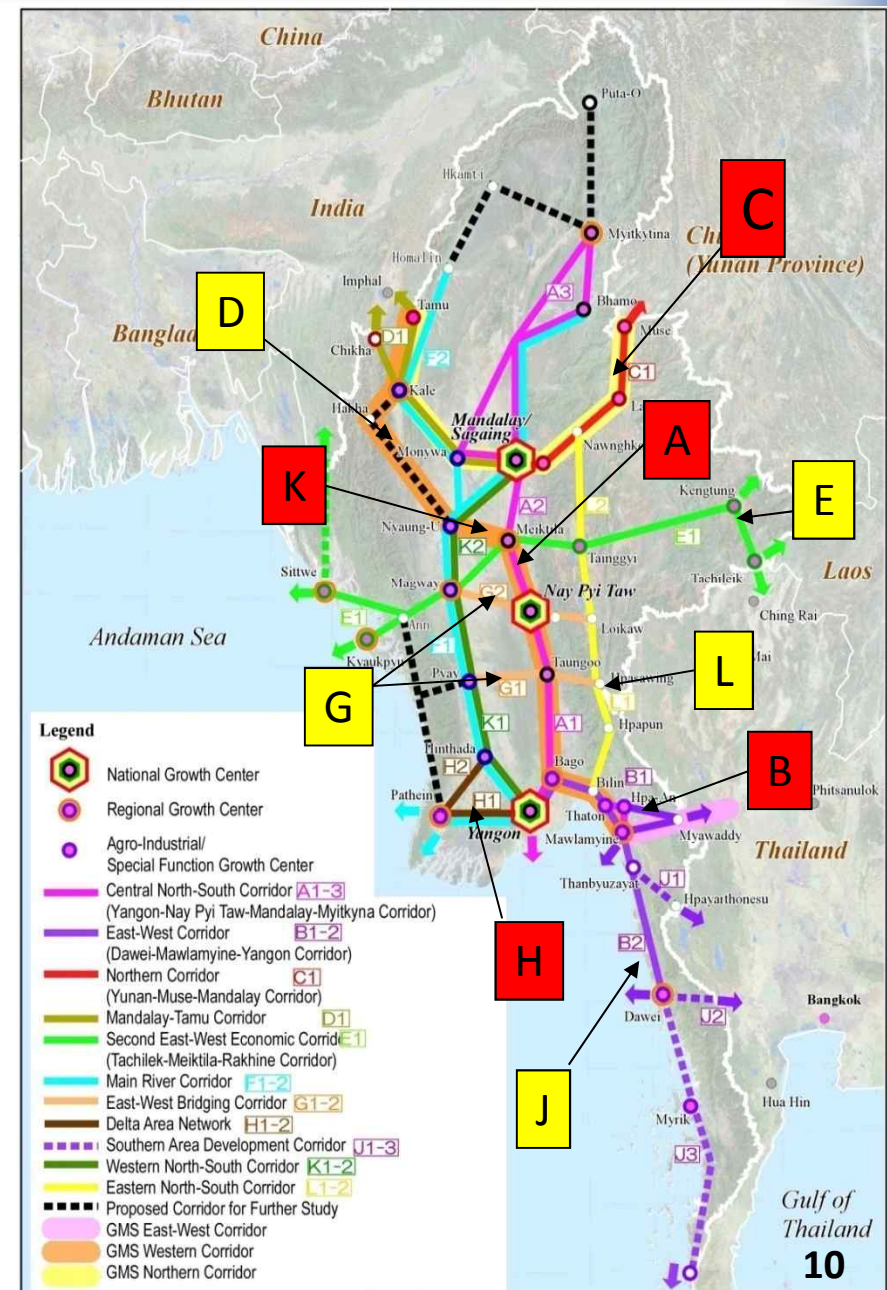 China
Bhutan
Puta-O
Hkamti
India
Myitkytina
C
(Yunan Province)
Homalin
Imphal
Tamu
A3
Bhamo
Muse
D
D1
F2
C1
Chikha
Kale
Hakha
Mandalay/
Sagaing
Monywa
A
K
A2
Kengtung
E
Nyaung-U
Meiktila
K2
Tainggyi
E1
Sittwe
Magway
G2
Nay Pyi Taw
Tachileik
Laos
E1
Ann
Loikaw
Ching Rai
Andaman Sea
Kyaukpyu
F1
Taungoo
Mai
Pyay
G
G1
Hpasawng
L
L1
K1
A1
Hpapun
Legend
Hinthada
H2
Bago
Bilin
B1
B
National Growth Center
Hpa-An
Phitsanulok
Regional Growth Center
Pathein
H1
Thaton
Myawaddy
Yangon
Mawlamyine
Thailand
Agro-Industrial/
Special Function Growth Center
Thanbyuzayat
J1
Central North-South Corridor A1-3
(Yangon-Nay Pyi Taw-Mandalay-Myitkyna Corridor)
Hpayarthonesu
East-West Corridor B1-2
(Dawei-Mawlamyine-Yangon Corridor)
H
B2
Northern Corridor C1
(Yunan-Muse-Mandalay Corridor)
Dawei
J2
Bangkok
Mandalay-Tamu Corridor D1
Second East-West Economic Corrid E1
(Tachilek-Meiktila-Rakhine Corridor)
Main River Corridor F1-2
J
Hua Hin
East-West Bridging Corridor G1-2
Myrik
Delta Area Network H1-2
Southern Area Development Corridor J1-3
J3
Western North-South Corridor K1-2
Eastern North-South Corridor L1-2
Proposed Corridor for Further Study
Gulf of
Thailand
GMS East-West Corridor
GMS Western Corridor
GMS Northern Corridor
10